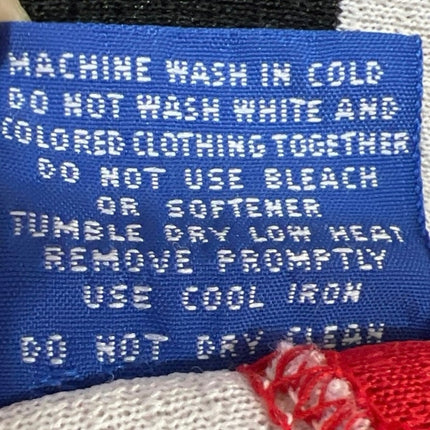 MACHINE WASH IN COLD
DO NOT WASH WHITE AND
COLORED CLOTHING TOGETHER
DO NOT USE BLEACH
OR SOFTENER
TUMBLE DRY LOW HEAT
REMOVE PROMPTLY
USE COOL IRON
DO NOT DRY CLEAN